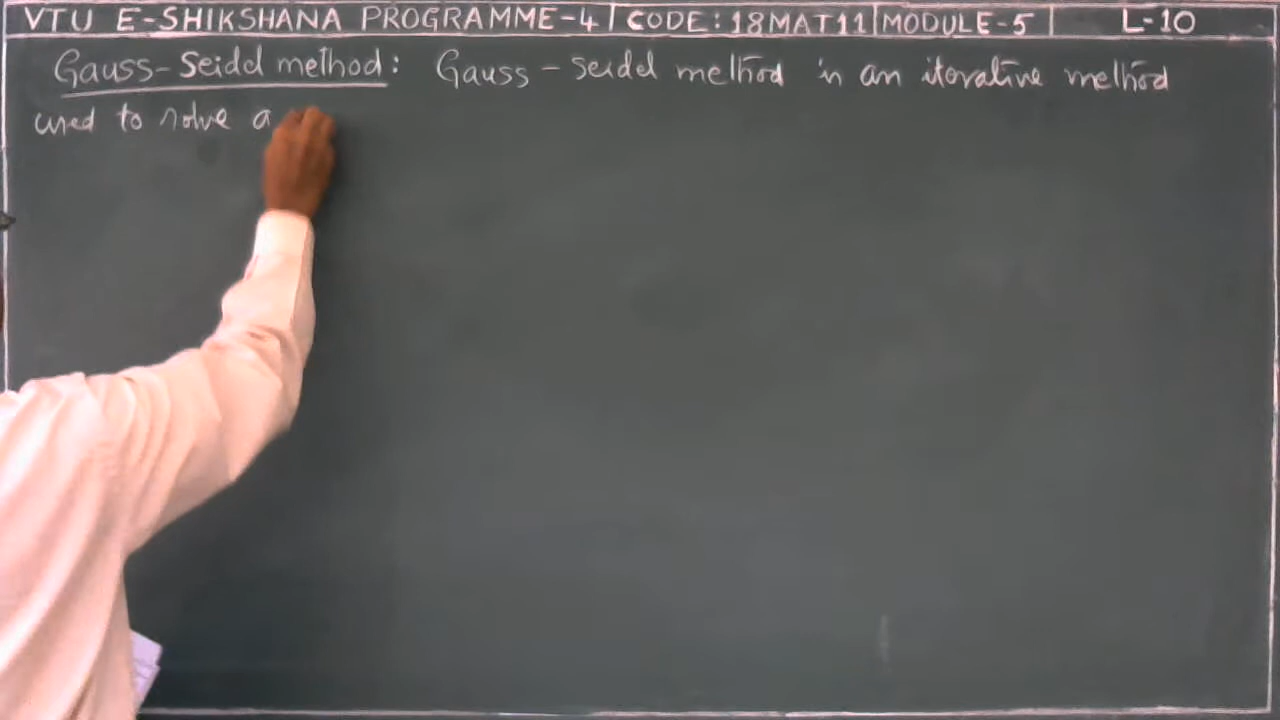 VTU E-SHIKSHANA PROGRAMME-4 | CODE: 18MAT11 | MODULE-5 | L-10
Gauss-Seidel method: Gauss-seidel method is an iterative method
used to solve a